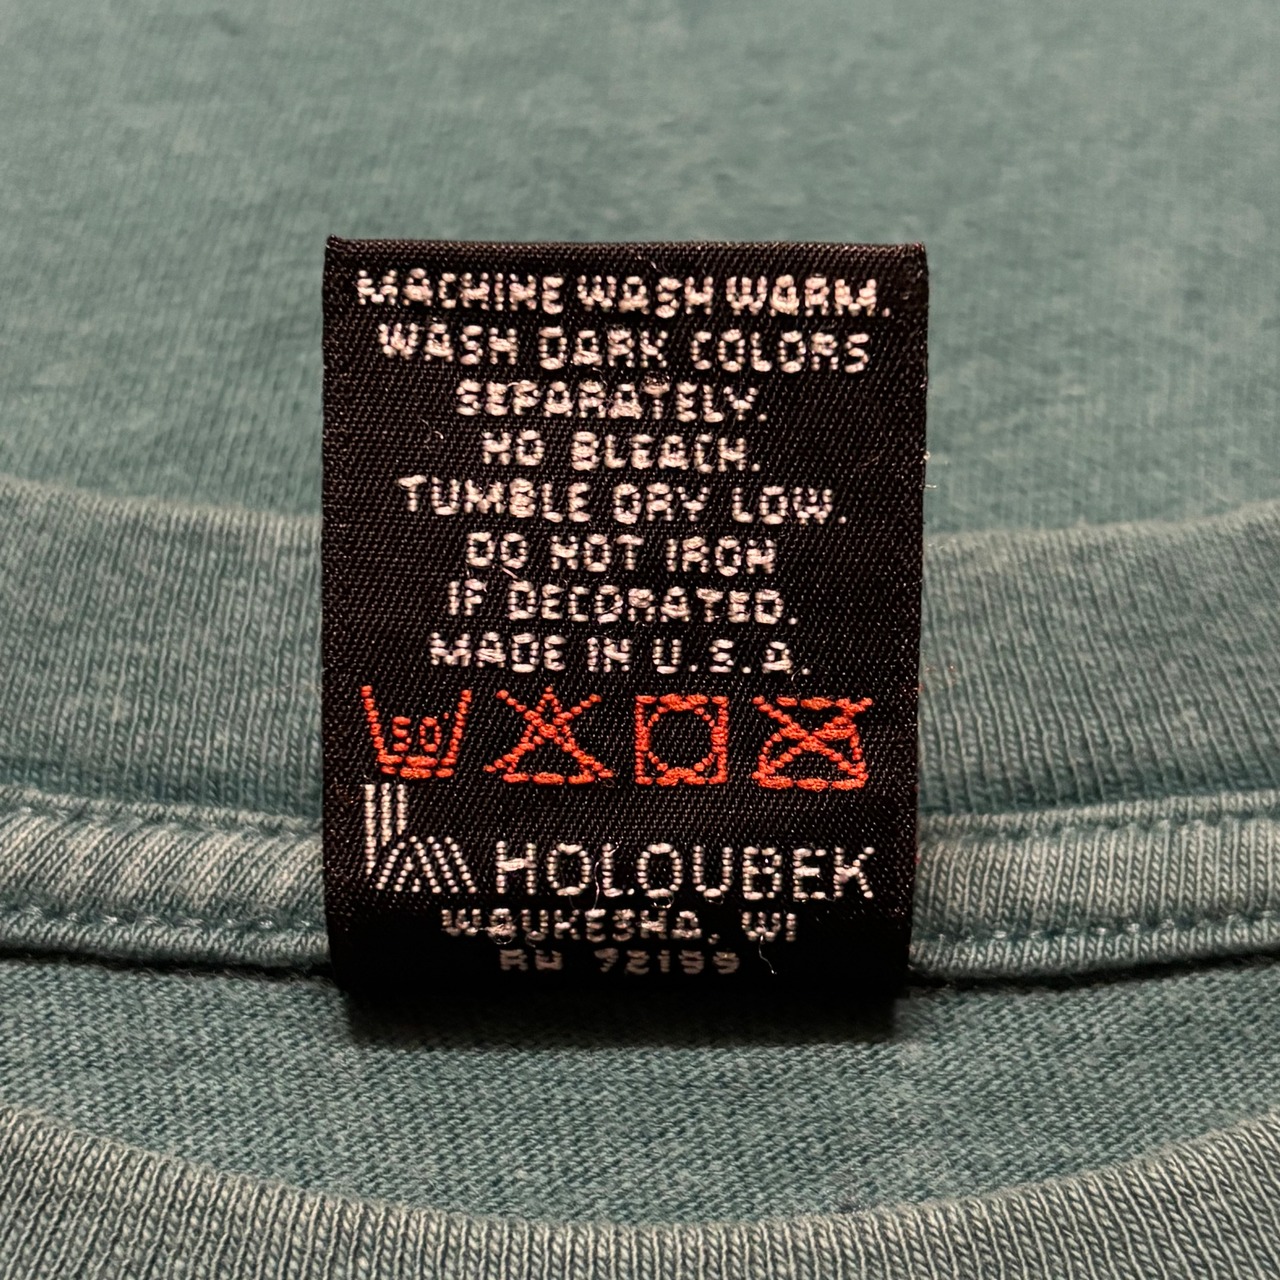 MACHINE WASH WARM.
WASH DARK COLORS
SEPARATELY.
NO BLEACH.
TUMBLE DRY LOW.
DO NOT IRON
IF DECORATED.
MADE IN U.S.A.
50°
HOLOUBEK
WAUKESHA, WI
RN 72199